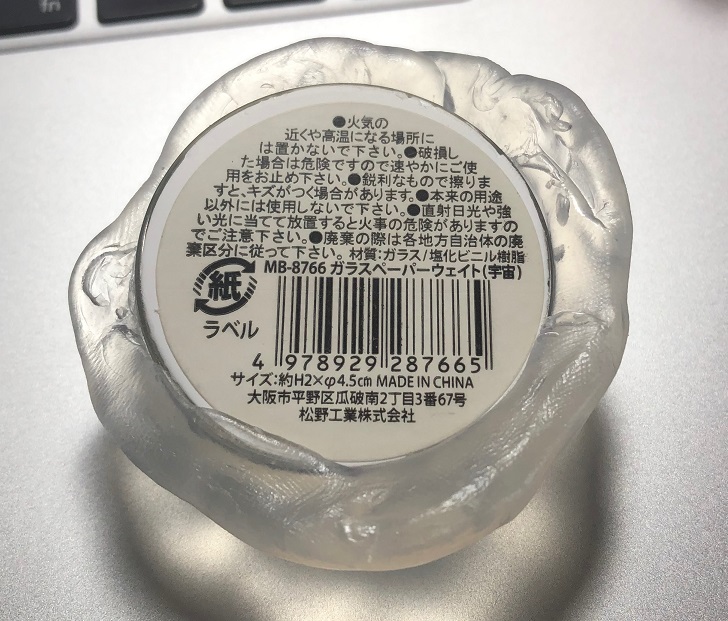 fn
●火気の
近くや高温になる場所に
は置かないで下さい。●破損し
た場合は危険ですので速やかにご使
用をお止め下さい。●鋭利なもので擦りま
すと、キズがつく場合があります。●本来の用途
以外には使用しないで下さい。●直射日光や強
い光に当てて放置すると火事の危険がありますの
でご注意下さい。●廃棄の際は各地方自治体の廃
棄区分に従って下さい。材質:ガラス/塩化ビニル樹脂
MB-8766 ガラスペーパーウェイト(宇宙)
紙
ラベル
4 978929 287665
サイズ:約H2×φ4.5cm MADE IN CHINA
大阪市平野区瓜破南2丁目3番67号
松野工業株式会社